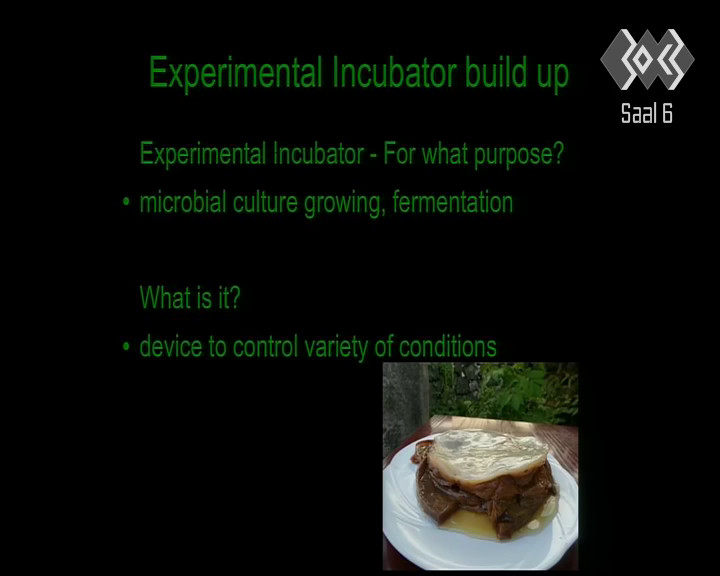 Experimental Incubator build up
Saal 6
Experimental Incubator - For what purpose?
• microbial culture growing, fermentation
What is it?
• device to control variety of conditions